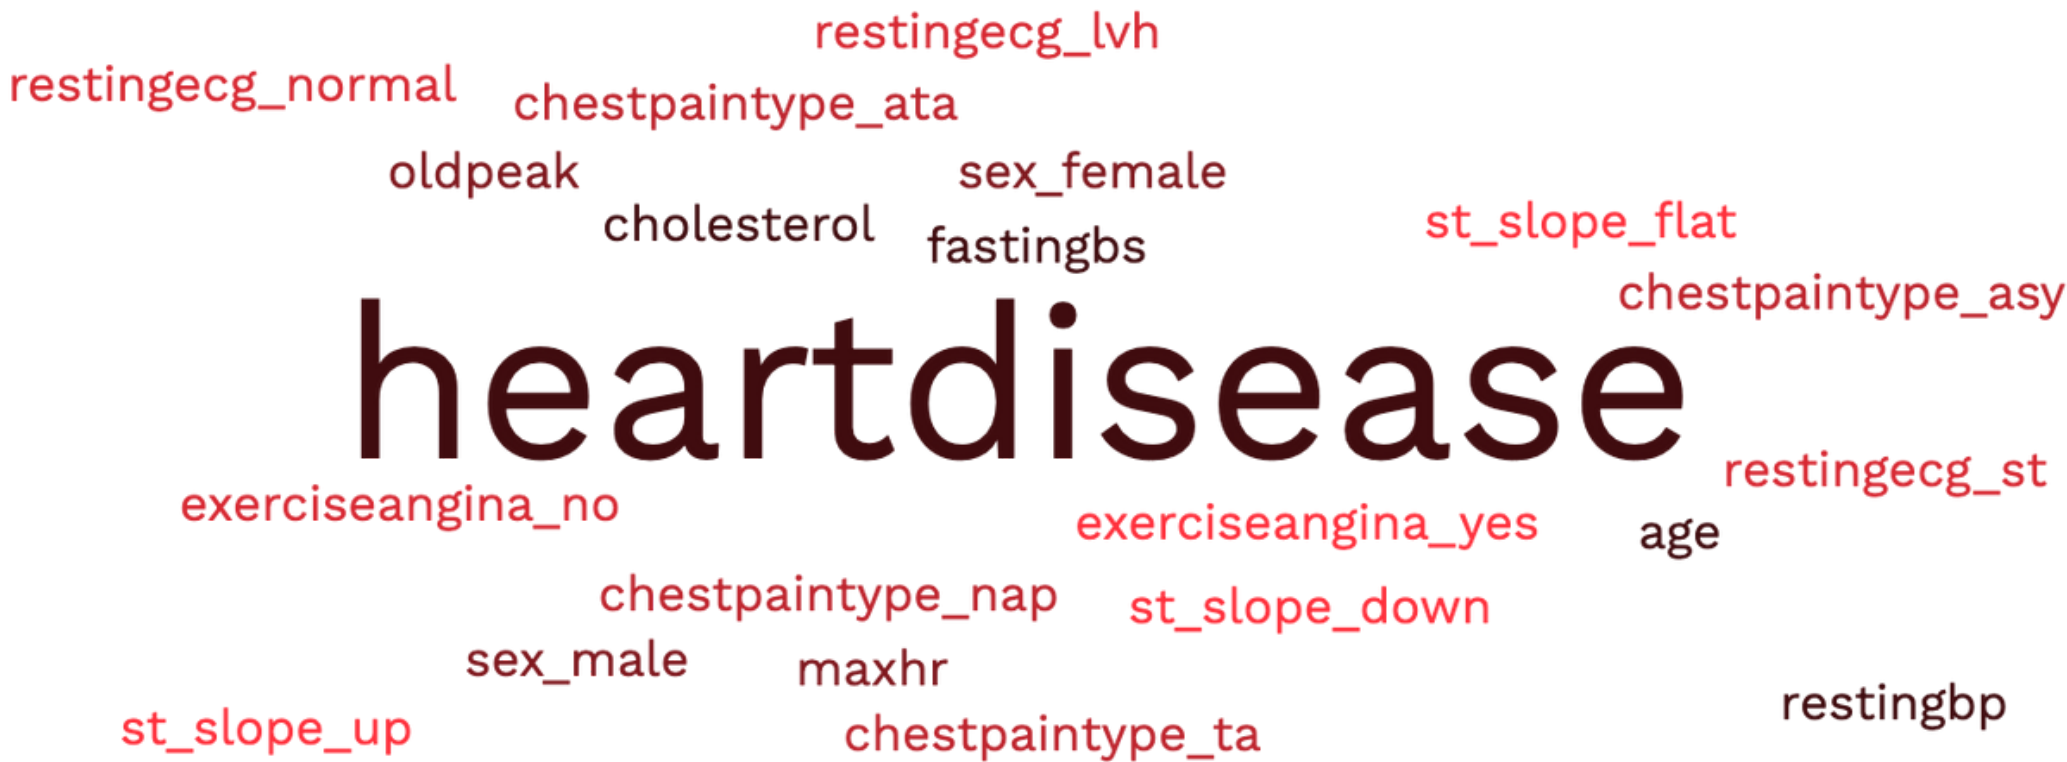 restingecg_lvh
restingecg_normal
chestpaintype_ata
oldpeak
sex_female
cholesterol
fastingbs
st_slope_flat
chestpaintype_asy
heartdisease
restingecg_st
exerciseangina_no
exerciseangina_yes
age
chestpaintype_nap
st_slope_down
sex_male
maxhr
restingbp
st_slope_up
chestpaintype_ta